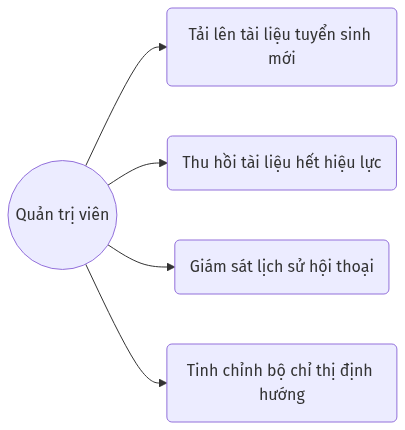 Tải lên tài liệu tuyển sinh
mới
Thu hồi tài liệu hết hiệu lực
Quản trị viên
Giám sát lịch sử hội thoại
Tinh chỉnh bộ chỉ thị định
hướng